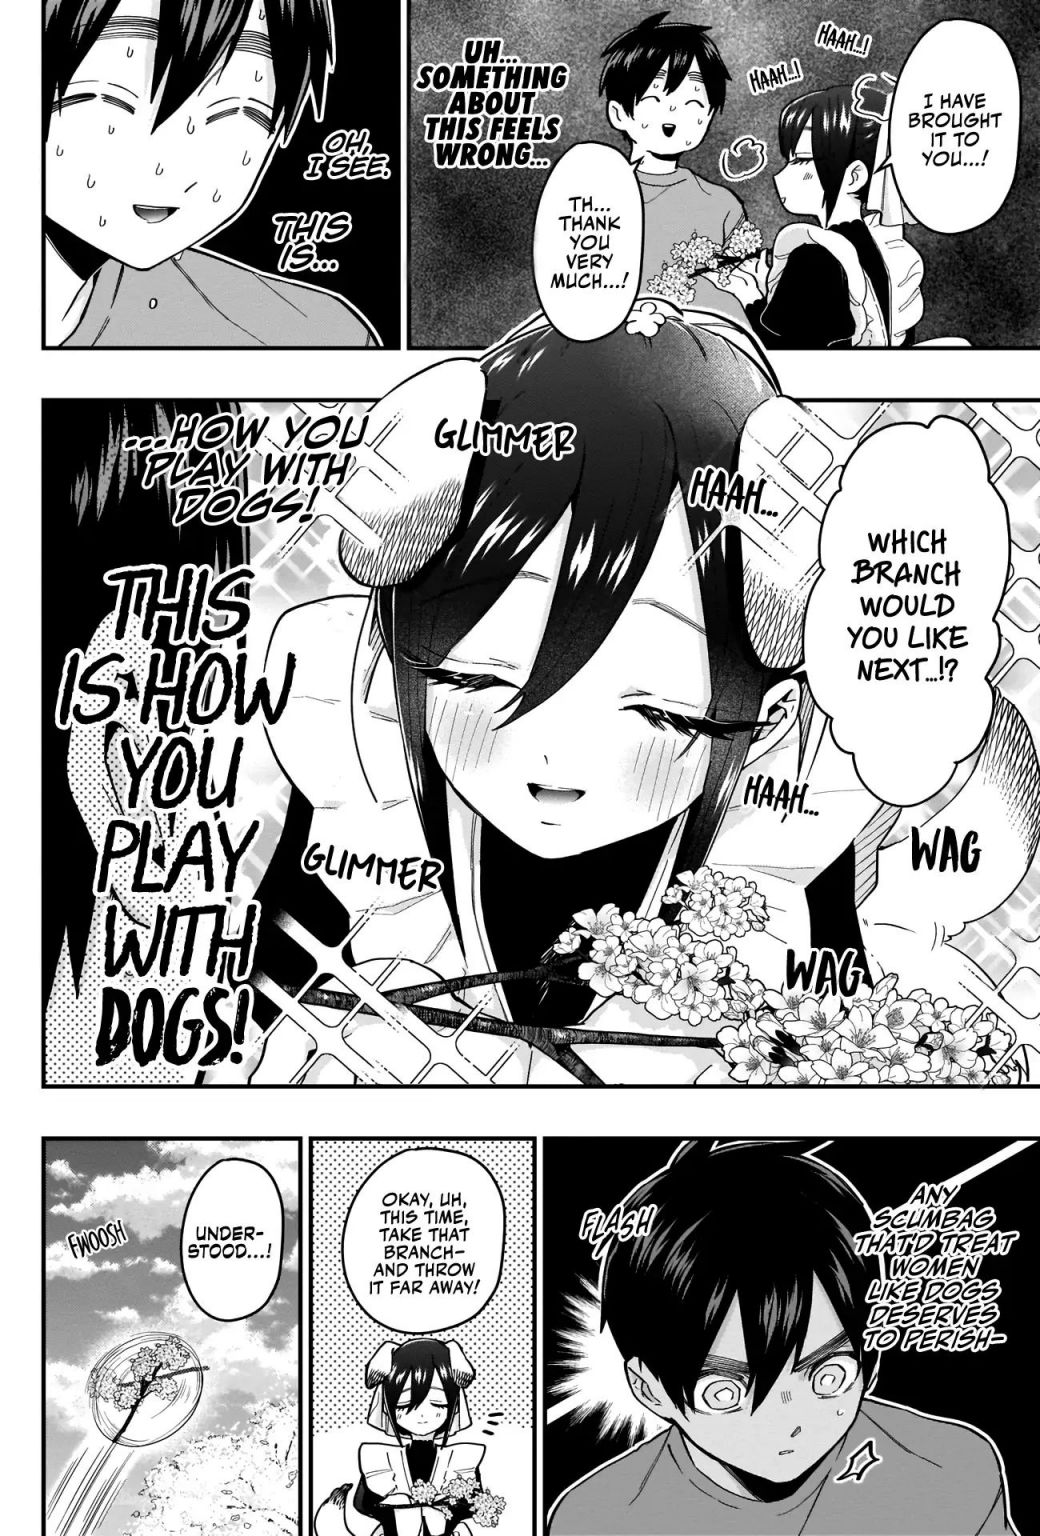 I HAVE
BROUGHT
IT TO
YOU...!
HAAH...!
HAAH...!
TH...
THANK
YOU
VERY
MUCH...!
UH...
SOMETHING
ABOUT
THIS FEELS
WRONG...
OH,
I SEE.
THIS
IS...
WHICH
BRANCH
WOULD
YOU LIKE
NEXT...!?
HAAH...
GLIMMER
...HOW YOU
PLAY WITH
DOGS!
THIS
IS HOW
YOU
PLAY
WITH
DOGS!
HAAH...
GLIMMER
WAG
WAG
ANY
SCUMBAG
THAT'D TREAT
WOMEN
LIKE DOGS
DESERVES
TO PERISH-
FLASH
OKAY, UH,
THIS TIME,
TAKE THAT
BRANCH—
AND THROW
IT FAR AWAY!
UNDER-
STOOD...!
FWOOSH